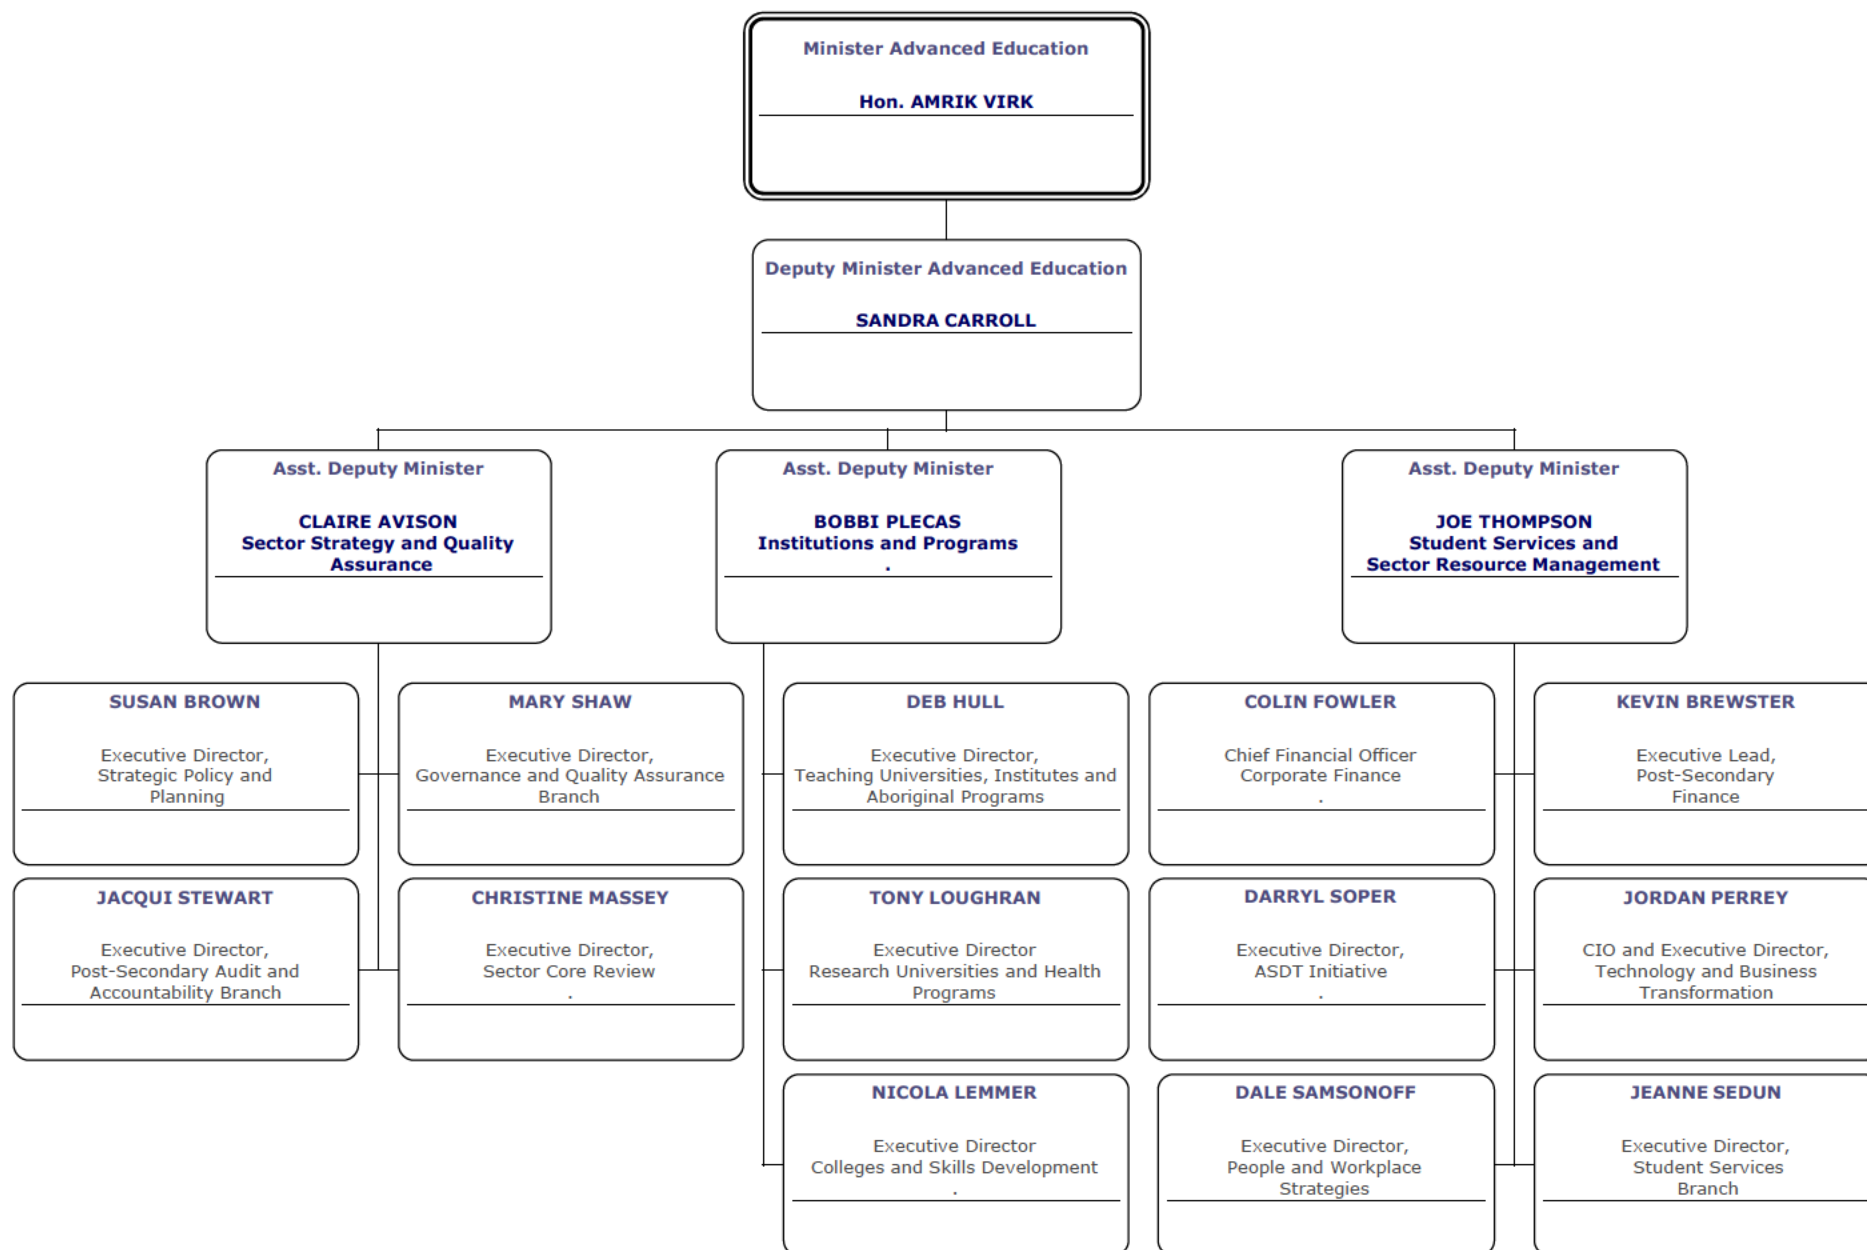 Minister Advanced Education
Hon. AMRIK VIRK
Deputy Minister Advanced Education
SANDRA CARROLL
Asst. Deputy Minister
CLAIRE AVISON
Sector Strategy and Quality
Assurance
Asst. Deputy Minister
BOBBI PLECAS
Institutions and Programs
.
Asst. Deputy Minister
JOE THOMPSON
Student Services and
Sector Resource Management
SUSAN BROWN
Executive Director,
Strategic Policy and
Planning
MARY SHAW
Executive Director,
Governance and Quality Assurance
Branch
DEB HULL
Executive Director,
Teaching Universities, Institutes and
Aboriginal Programs
COLIN FOWLER
Chief Financial Officer
Corporate Finance
.
KEVIN BREWSTER
Executive Lead,
Post-Secondary
Finance
JACQUI STEWART
Executive Director,
Post-Secondary Audit and
Accountability Branch
CHRISTINE MASSEY
Executive Director,
Sector Core Review
.
TONY LOUGHRAN
Executive Director
Research Universities and Health
Programs
DARRYL SOPER
Executive Director,
ASDT Initiative
.
JORDAN PERREY
CIO and Executive Director,
Technology and Business
Transformation
NICOLA LEMMER
Executive Director
Colleges and Skills Development
.
DALE SAMSONOFF
Executive Director,
People and Workplace
Strategies
JEANNE SEDUN
Executive Director,
Student Services
Branch